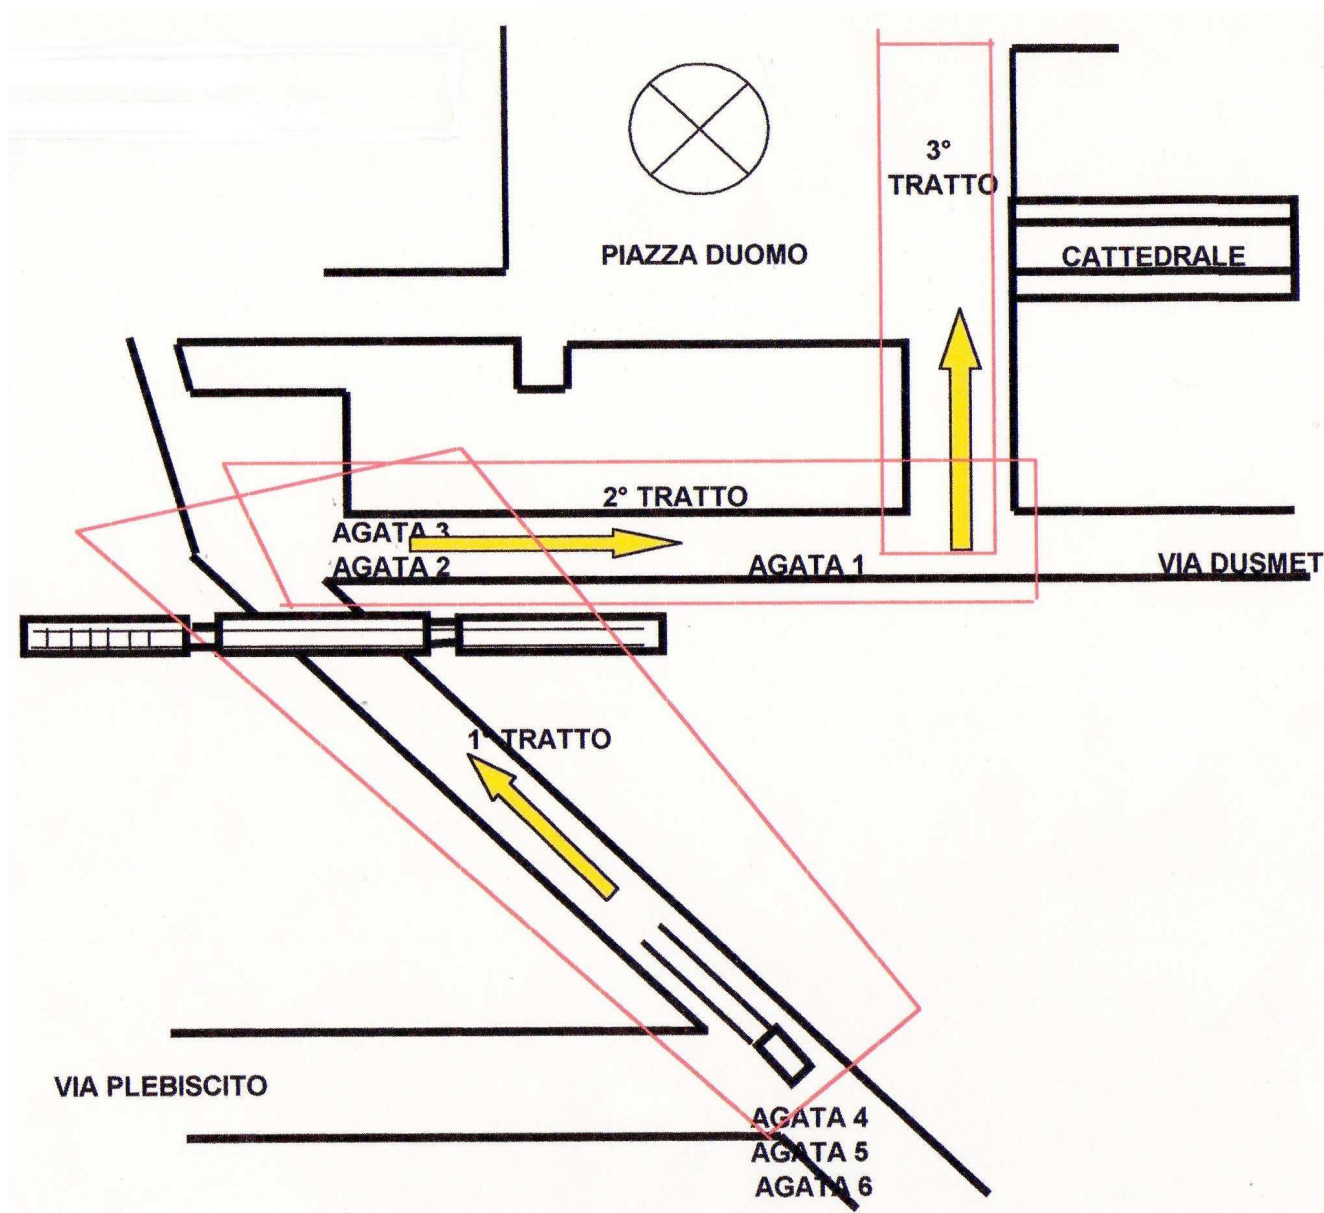 3°
TRATTO
PIAZZA DUOMO
CATTEDRALE
2° TRATTO
AGATA 3
AGATA 2
AGATA 1
VIA DUSMET
1° TRATTO
VIA PLEBISCITO
AGATA 4
AGATA 5
AGATA 6